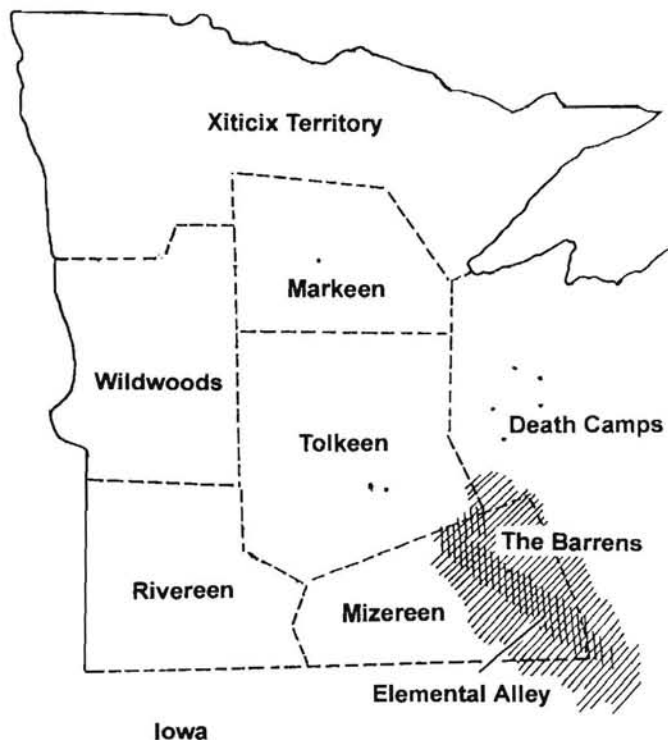 Xiticix Territory
Markeen
Wildwoods
Death Camps
Tolkeen
The Barrens
Rivereen
Mizereen
Elemental Alley
Iowa